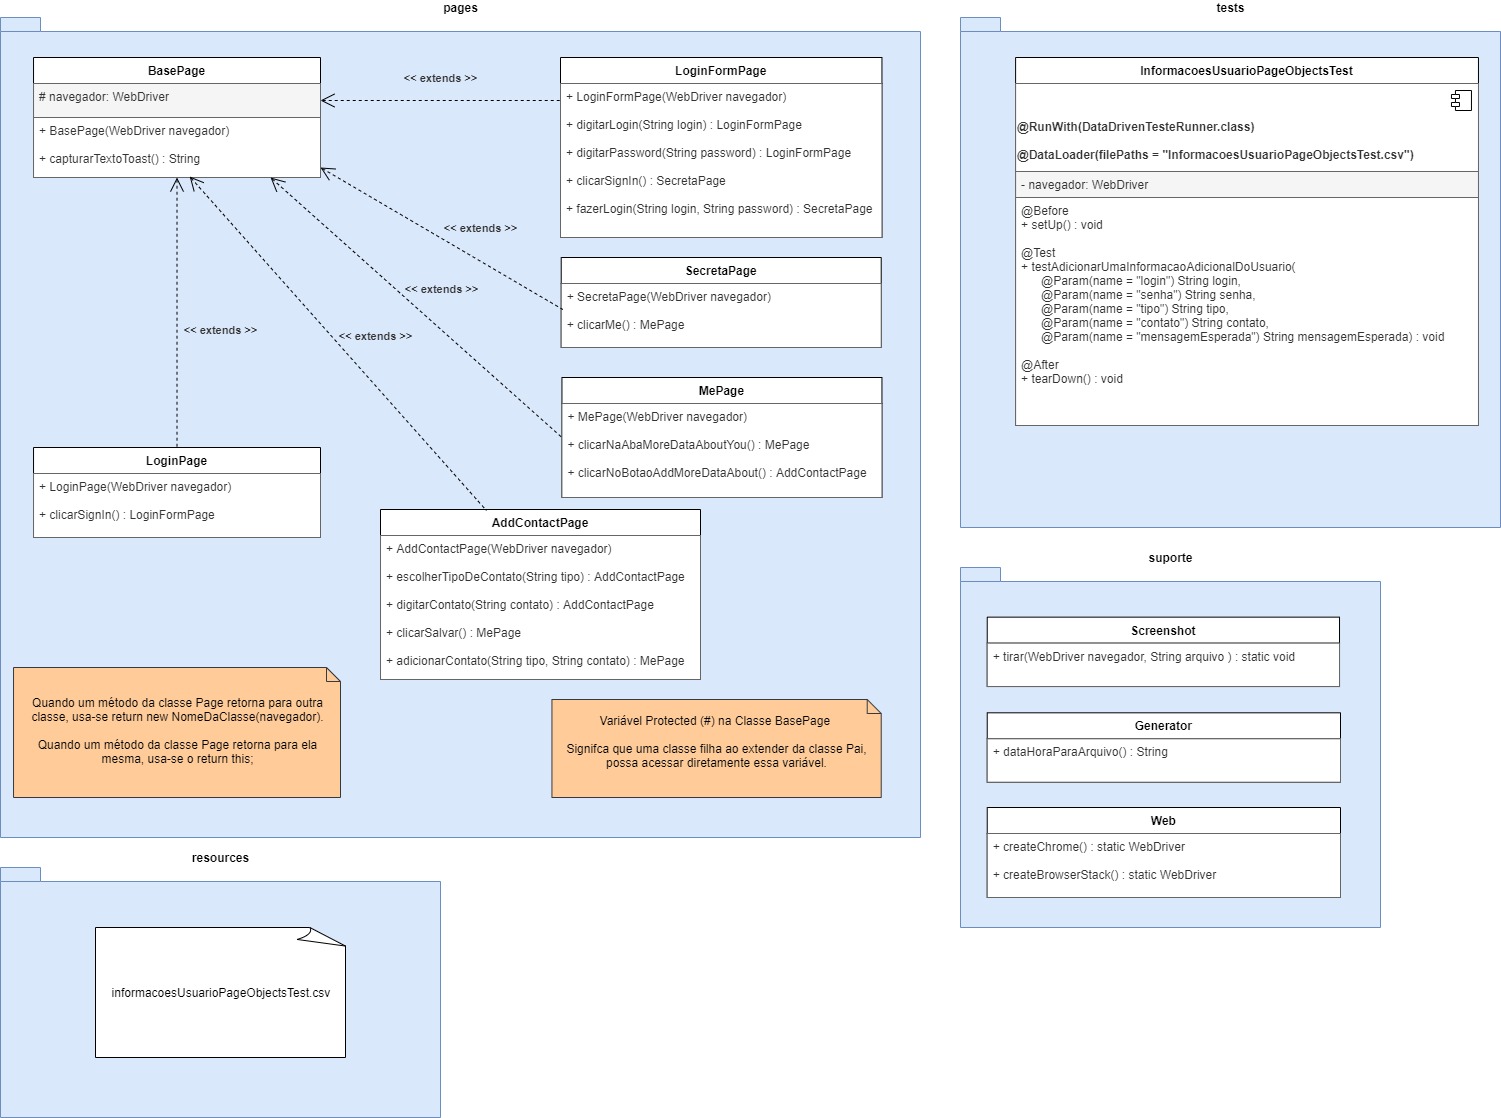 pages
BasePage
# navegador: WebDriver
+ BasePage(WebDriver navegador)
+ capturarTextoToast() : String
<< extends >>
LoginFormPage
+ LoginFormPage(WebDriver navegador)
+ digitarLogin(String login) : LoginFormPage
+ digitarPassword(String password) : LoginFormPage
+ clicarSignIn() : SecretaPage
+ fazerLogin(String login, String password) : SecretaPage
<< extends >>
SecretaPage
+ SecretaPage(WebDriver navegador)
+ clicarMe() : MePage
<< extends >>
<< extends >>
<< extends >>
MePage
+ MePage(WebDriver navegador)
+ clicarNaAbaMoreDataAboutYou() : MePage
+ clicarNoBotaoAddMoreDataAbout() : AddContactPage
LoginPage
+ LoginPage(WebDriver navegador)
+ clicarSignIn() : LoginFormPage
AddContactPage
+ AddContactPage(WebDriver navegador)
+ escolherTipoDeContato(String tipo) : AddContactPage
+ digitarContato(String contato) : AddContactPage
+ clicarSalvar() : MePage
+ adicionarContato(String tipo, String contato) : MePage
Quando um método da classe Page retorna para outra
classe, usa-se return new NomeDaClasse(navegador).
Quando um método da classe Page retorna para ela
mesma, usa-se o return this;
Variável Protected (#) na Classe BasePage
Signifca que uma classe filha ao extender da classe Pai,
possa acessar diretamente essa variável.
tests
InformacoesUsuarioPageObjectsTest
@RunWith(DataDrivenTesteRunner.class)
@DataLoader(filePaths = "InformacoesUsuarioPageObjectsTest.csv")
- navegador: WebDriver
@Before
+ setUp() : void
@Test
+ testAdicionarUmaInformacaoAdicionalDoUsuario(
@Param(name = "login") String login,
@Param(name = "senha") String senha,
@Param(name = "tipo") String tipo,
@Param(name = "contato") String contato,
@Param(name = "mensagemEsperada") String mensagemEsperada) : void
@After
+ tearDown() : void
suporte
Screenshot
+ tirar(WebDriver navegador, String arquivo ) : static void
Generator
+ dataHoraParaArquivo() : String
Web
+ createChrome() : static WebDriver
+ createBrowserStack() : static WebDriver
resources
informacoesUsuarioPageObjectsTest.csv